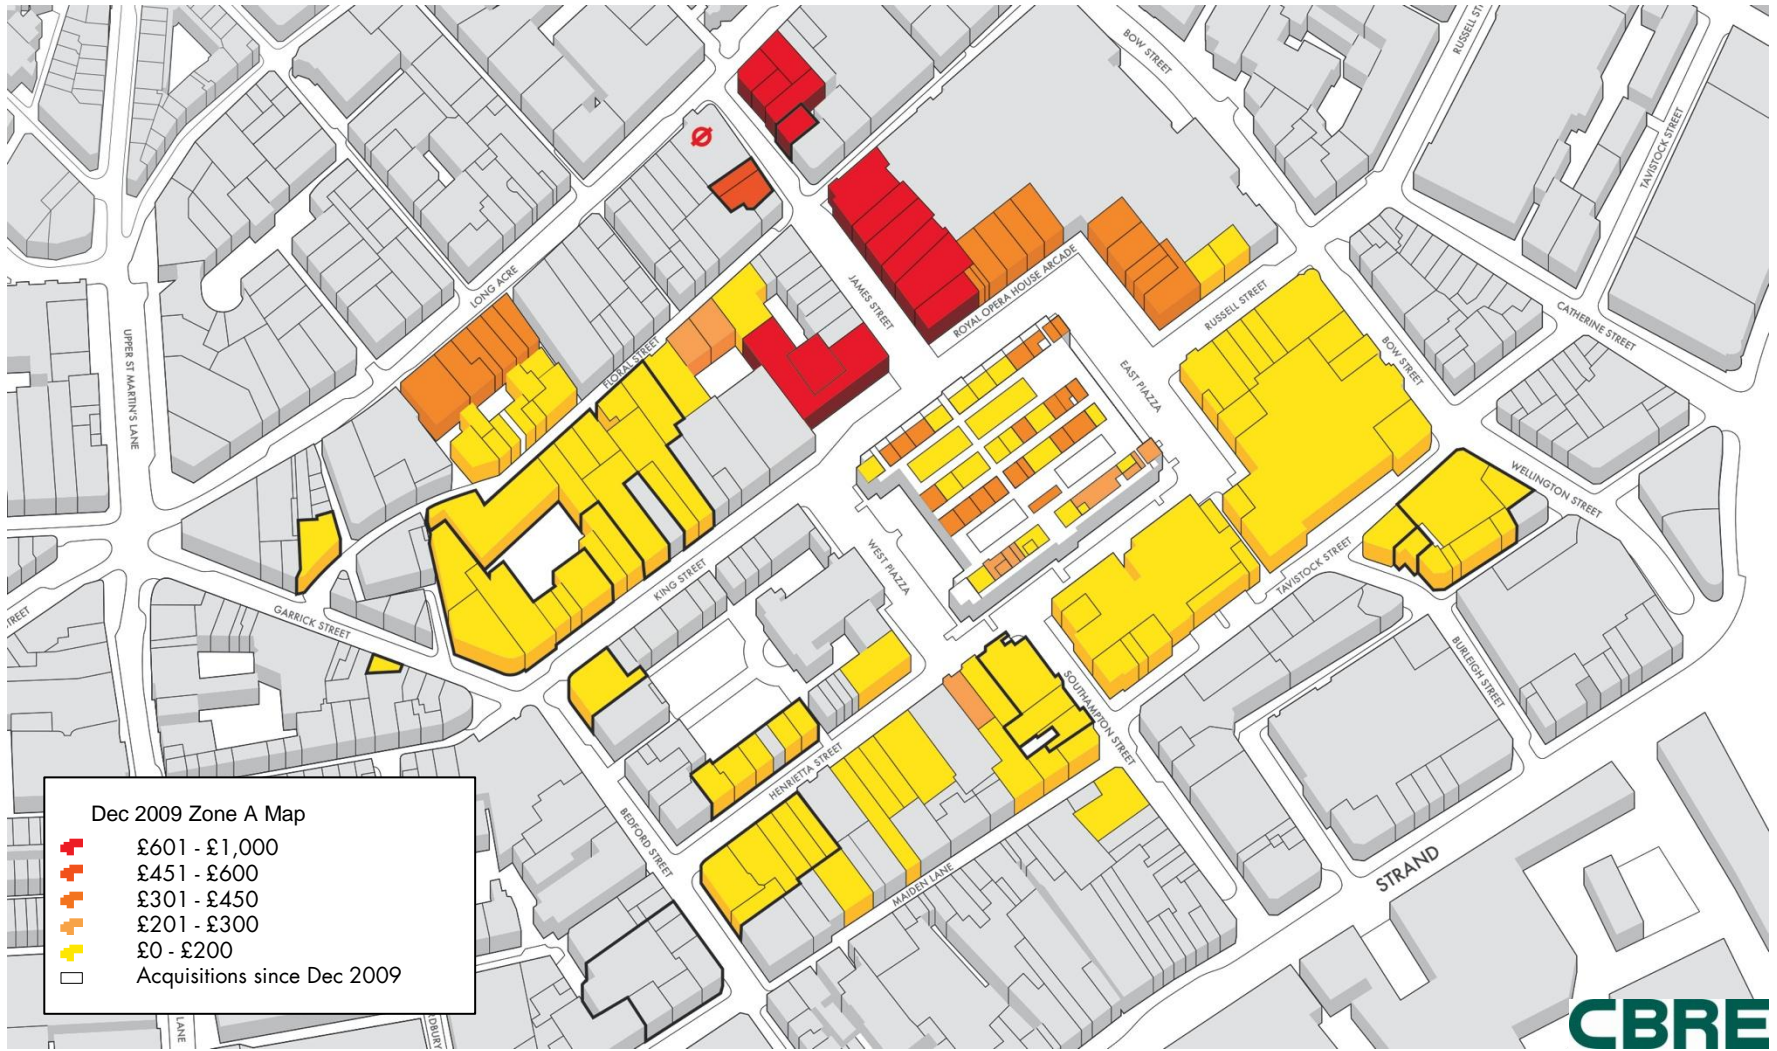 BOW STREET
RUSSELL ST
TAVISTOCK STREET
LONG ACRE
JAMES STREET
ROYAL OPERA HOUSE ARCADE
RUSSELL STREET
CATHERINE STREET
UPPER ST MARTIN'S LANE
FLORAL STREET
EAST PIAZZA
BOW STREET
WELLINGTON STREET
KING STREET
WEST PIAZZA
TAVISTOCK STREET
STREET
GARRICK STREET
BURLEIGH STREET
SOUTHAMPTON STREET
HENRIETTA STREET
BEDFORD STREET
MAIDEN LANE
STRAND
Dec 2009 Zone A Map
£601 - £1,000
£451 - £600
£301 - £450
£201 - £300
£0 - £200
Acquisitions since Dec 2009
LANE
CBRE